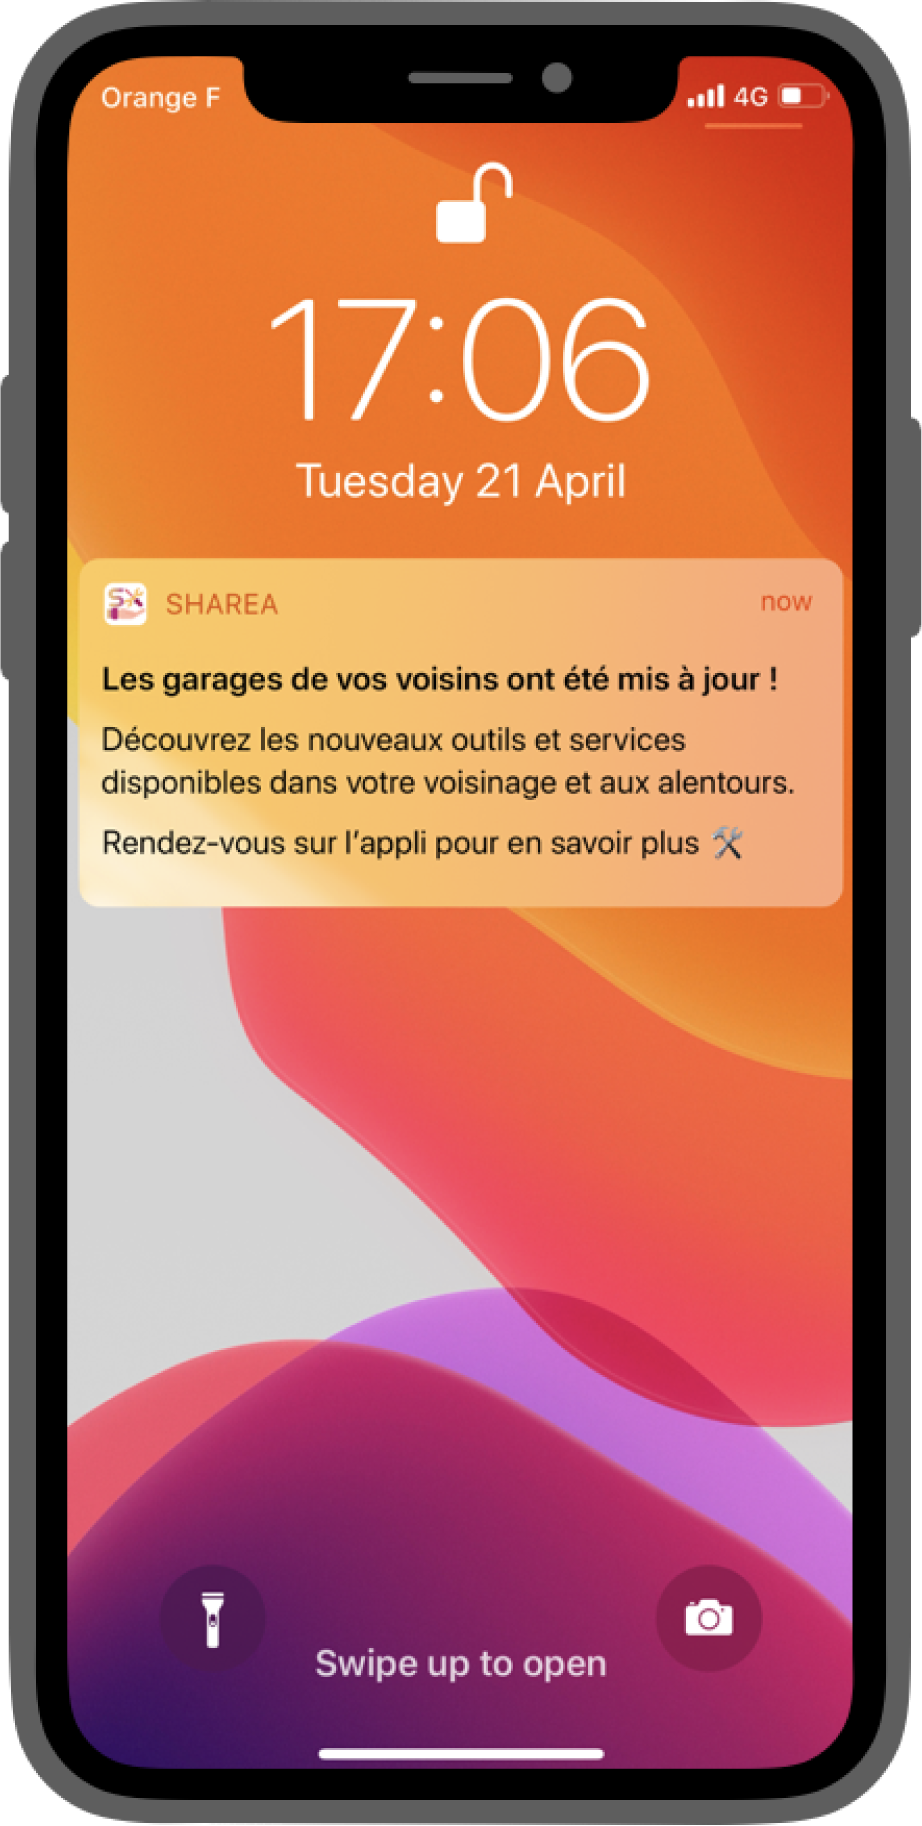 Orange F
4G
17:06
Tuesday 21 April
SHAREA
now
Les garages de vos voisins ont été mis à jour !
Découvrez les nouveaux outils et services
disponibles dans votre voisinage et aux alentours.
Rendez-vous sur l’appli pour en savoir plus 🛠️
Swipe up to open